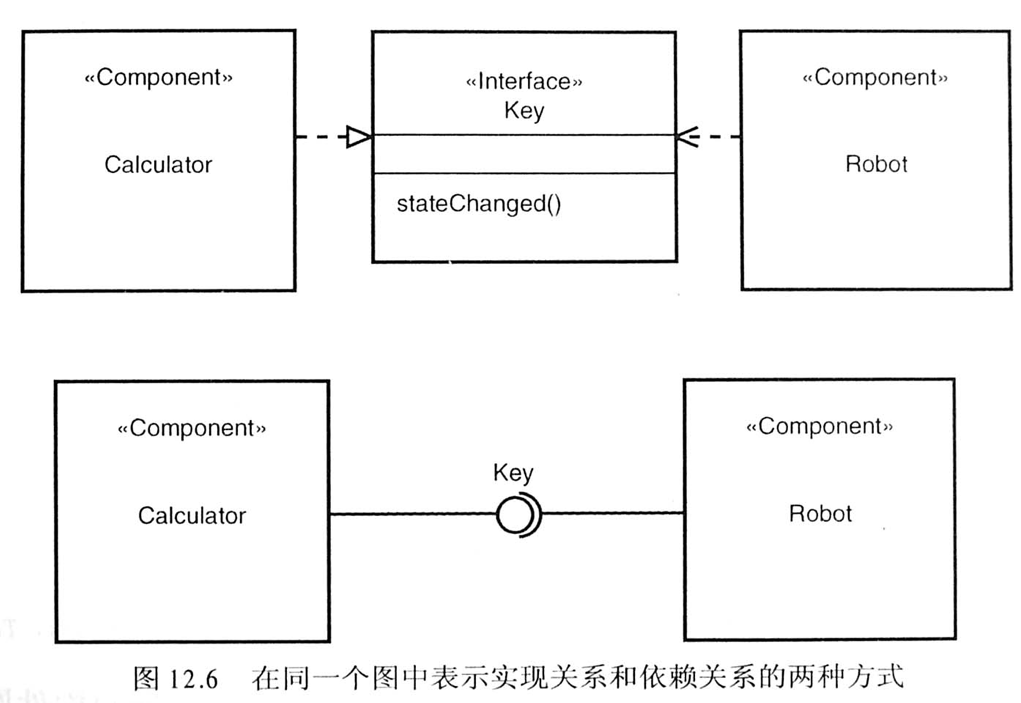 «Component»
Calculator
«Interface»
Key
stateChanged()
«Component»
Robot
«Component»
Calculator
Key
«Component»
Robot
图 12.6 在同一个图中表示实现关系和依赖关系的两种方式